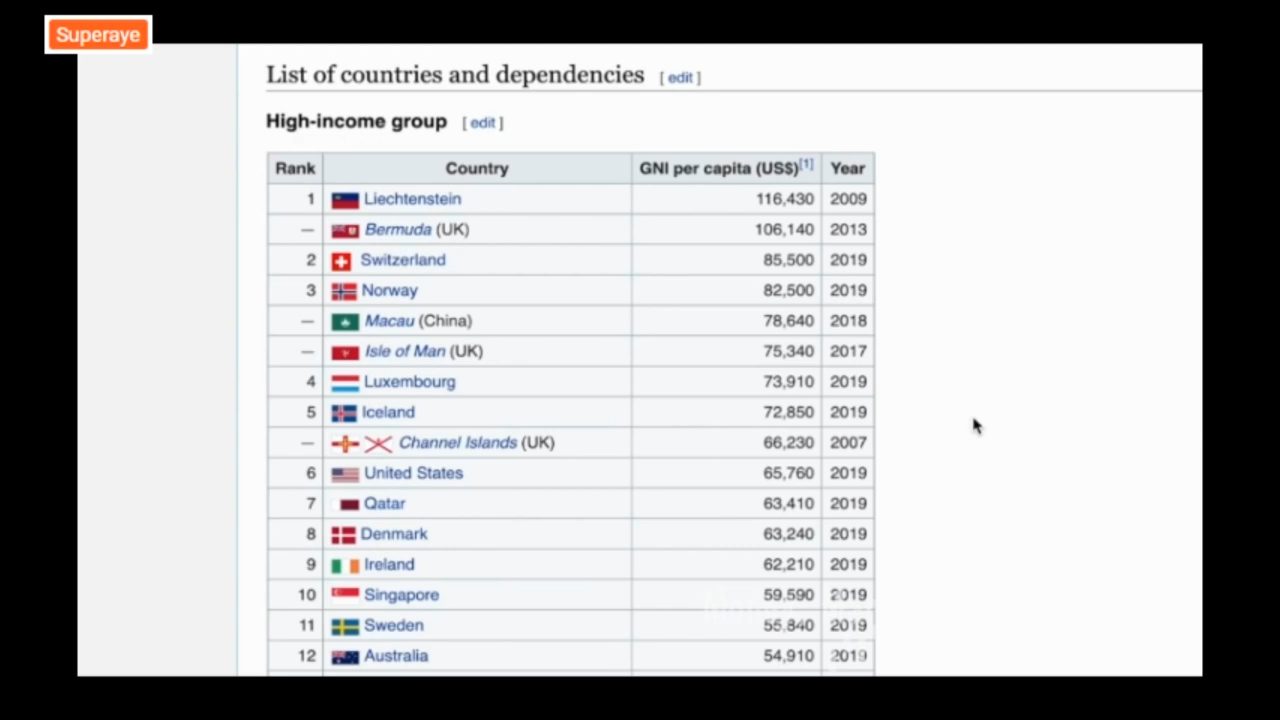 Superaye
List of countries and dependencies [ edit ]
High-income group [ edit ]
Rank Country GNI per capita (US$)[1] Year
1 Liechtenstein 116,430 2009
— Bermuda (UK) 106,140 2013
2 Switzerland 85,500 2019
3 Norway 82,500 2019
— Macau (China) 78,640 2018
— Isle of Man (UK) 75,340 2017
4 Luxembourg 73,910 2019
5 Iceland 72,850 2019
— Channel Islands (UK) 66,230 2007
6 United States 65,760 2019
7 Qatar 63,410 2019
8 Denmark 63,240 2019
9 Ireland 62,210 2019
10 Singapore 59,590 2019
11 Sweden 55,840 2019
12 Australia 54,910 2019